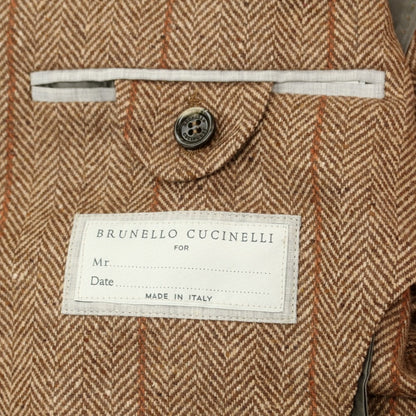 BRUNELLO CUCINELLI
FOR
Mr
Date
MADE IN ITALY